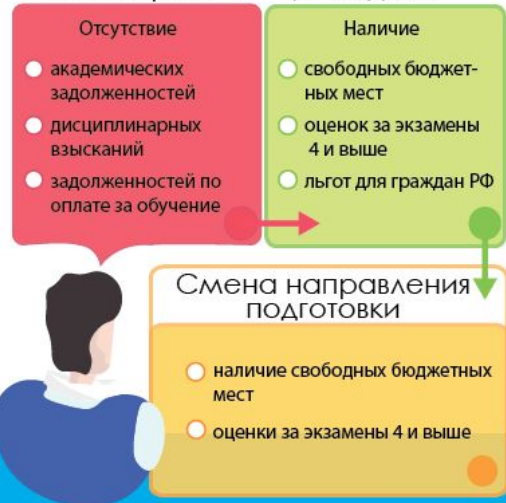 Отсутствие
академических
задолженностей
дисциплинарных
взысканий
задолженностей по
оплате за обучение
Наличие
свободных бюджет-
ных мест
оценок за экзамены
4 и выше
льгот для граждан РФ
Смена направления
подготовки
наличие свободных бюджетных
мест
оценки за экзамены 4 и выше